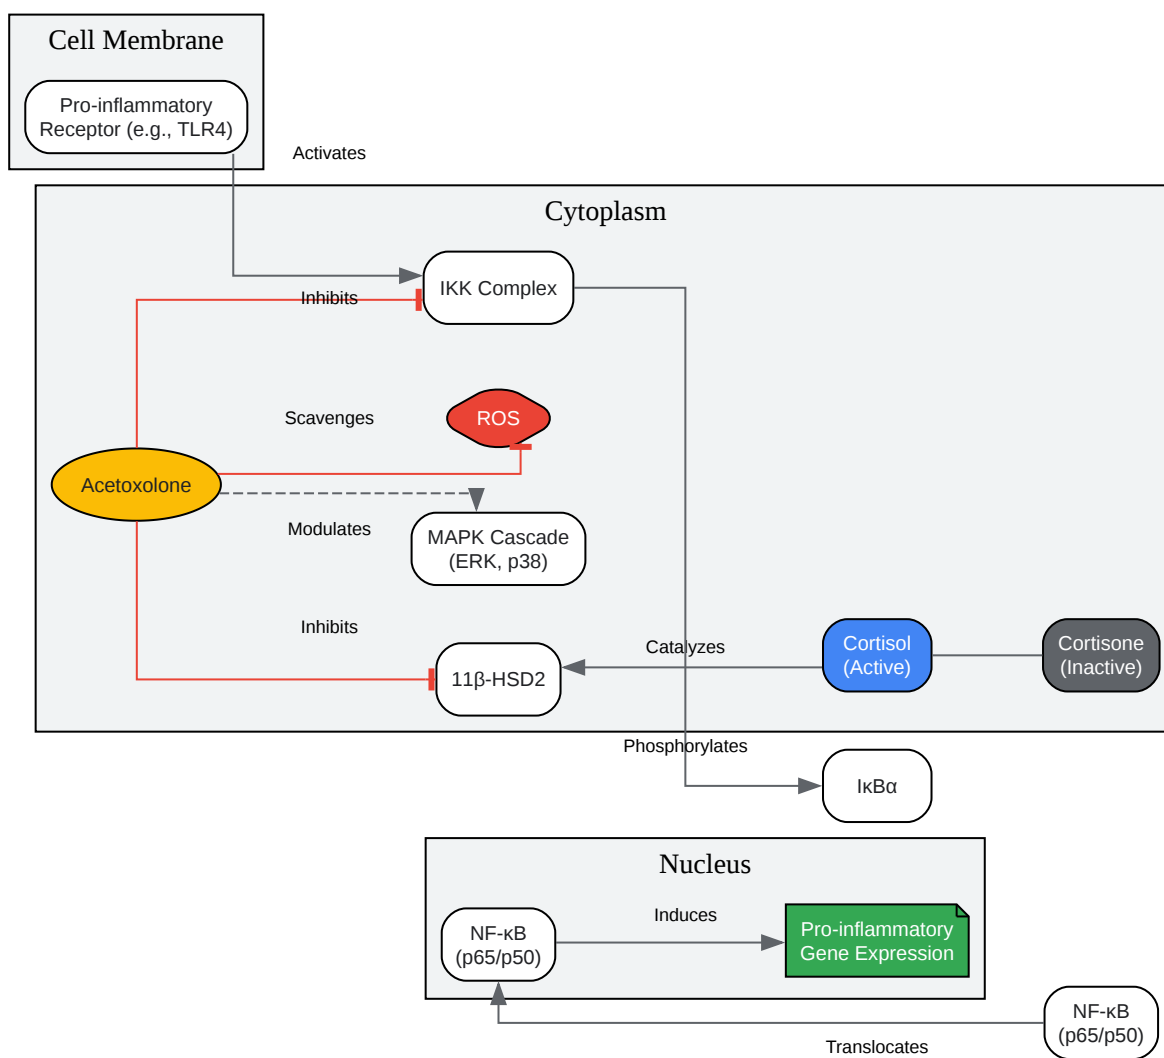 Cell Membrane
Pro-inflammatory
Receptor (e.g., TLR4)
Activates
Cytoplasm
IKK Complex
Inhibits
Scavenges
ROS
Acetoxolone
Modulates
MAPK Cascade
(ERK, p38)
Inhibits
11β-HSD2
Catalyzes
Cortisol
(Active)
Cortisone
(Inactive)
Phosphorylates
IκBα
Nucleus
NF-κB
(p65/p50)
Induces
Pro-inflammatory
Gene Expression
NF-κB
(p65/p50)
Translocates